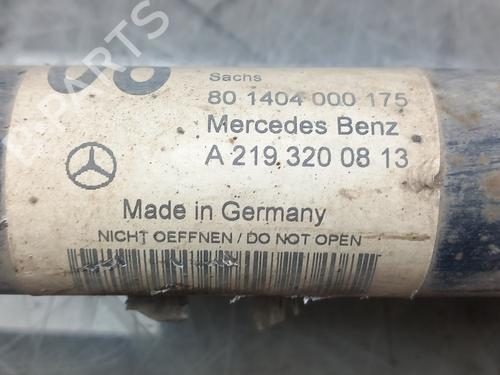 B-PARTS
Sachs
80 1404 000 175
Mercedes Benz
A 219 320 08 13
Made in Germany
NICHT OEFFNEN / DO NOT OPEN